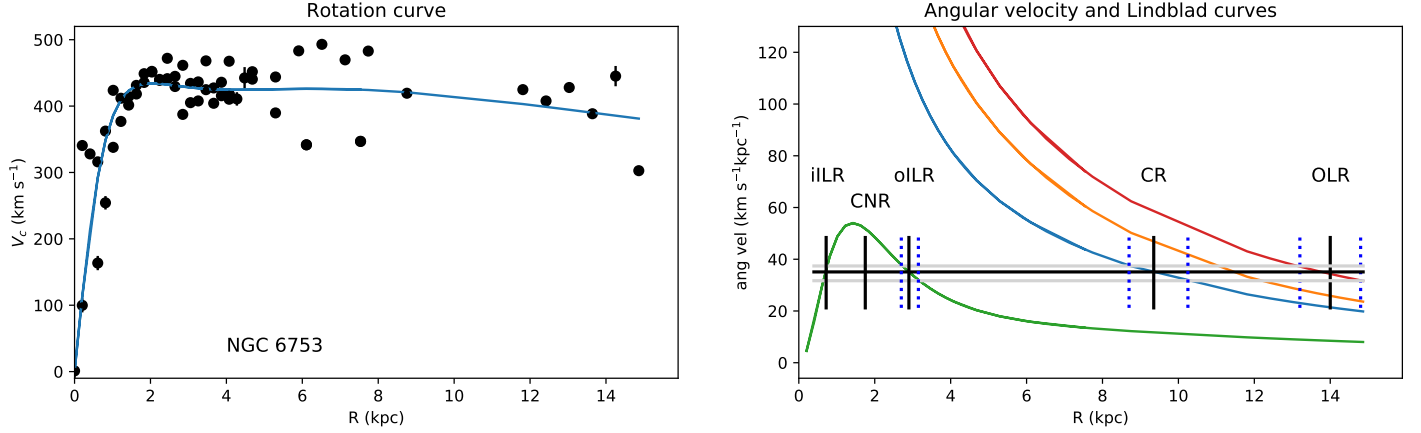 Rotation curve
500
400
300
200
100
0
V_c (km s⁻¹)
NGC 6753
0 2 4 6 8 10 12 14
R (kpc)
Angular velocity and Lindblad curves
120
100
80
60
40
20
0
ang vel (km s⁻¹kpc⁻¹)
iILR oILR CR OLR
CNR
0 2 4 6 8 10 12 14
R (kpc)